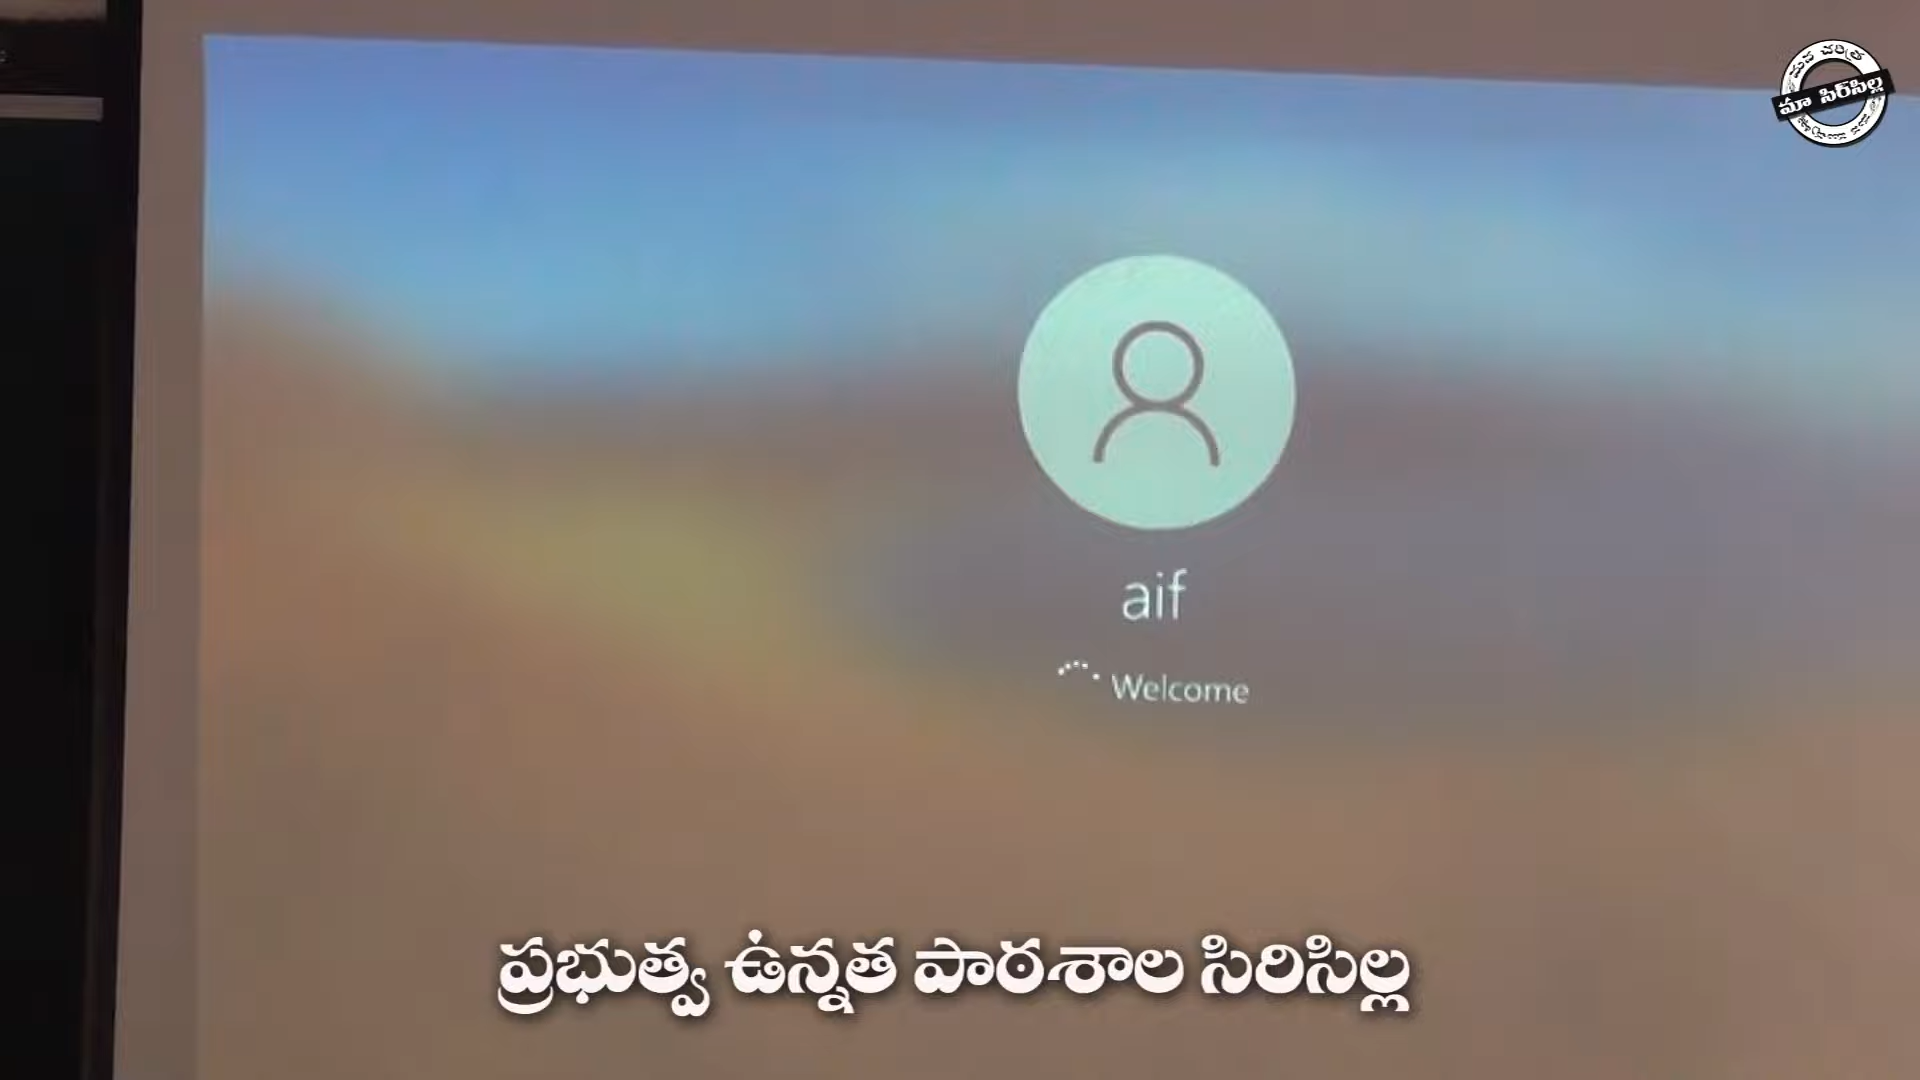 మా సిరిసిల్ల
aif
Welcome
ప్రభుత్వ ఉన్నత పాఠశాల సిరిసిల్ల